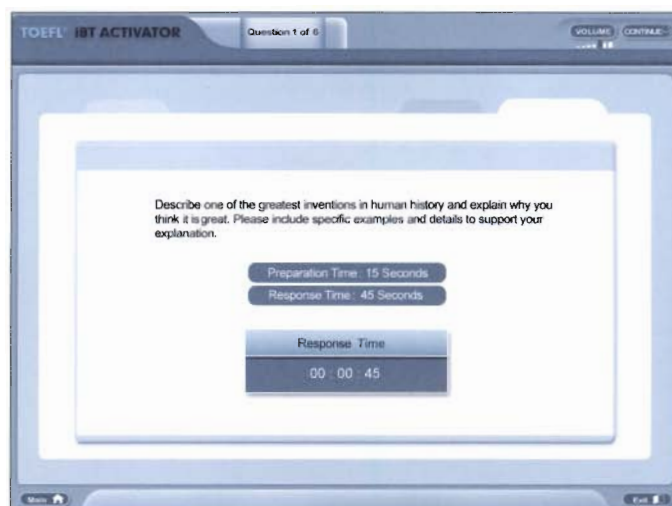 TOEFL® iBT ACTIVATOR
Question 1 of 6
VOLUME
CONTINUE
Describe one of the greatest inventions in human history and explain why you
think it is great. Please include specific examples and details to support your
explanation.
Preparation Time : 15 Seconds
Response Time : 45 Seconds
Response Time
00 : 00 : 45
Main
Exit